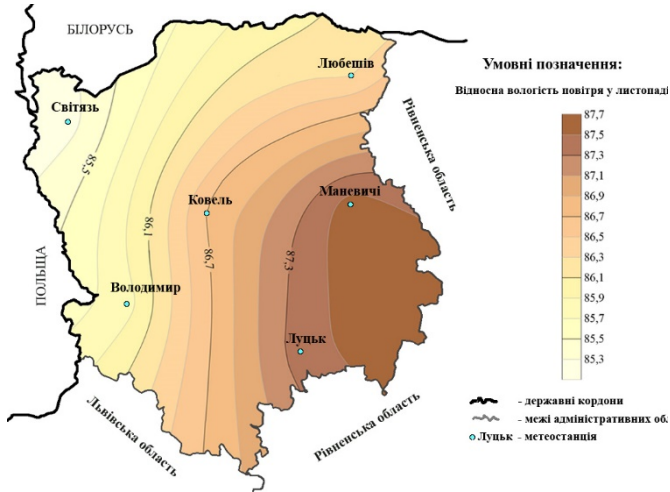 БІЛОРУСЬ
Любешів
Світязь
Рівненська область
85,5
Ковель
Маневичі
86,1
86,7
87,3
ПОЛЬЩА
Володимир
Луцьк
Львівська область
Рівненська область
Умовні позначення:
Відносна вологість повітря у листопаді
87,7
87,5
87,3
87,1
86,9
86,7
86,5
86,3
86,1
85,9
85,7
85,5
85,3
- державні кордони
- межі адміністративних обл
Луцьк - метеостанція